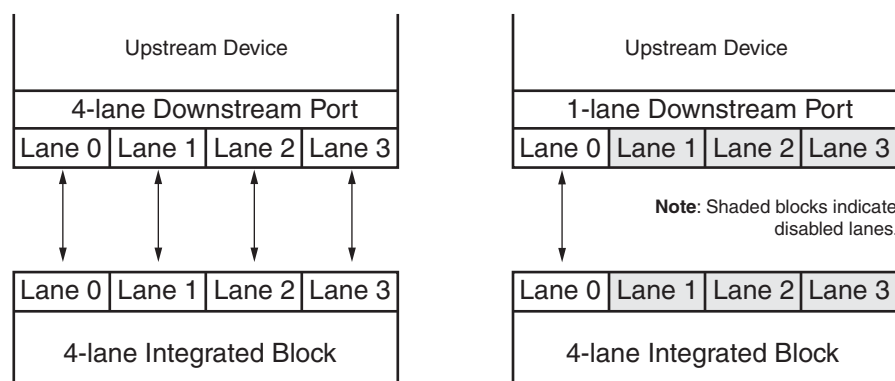 Upstream Device
4-lane Downstream Port
Lane 0 Lane 1 Lane 2 Lane 3
Lane 0 Lane 1 Lane 2 Lane 3
4-lane Integrated Block
Upstream Device
1-lane Downstream Port
Lane 0 Lane 1 Lane 2 Lane 3
Note: Shaded blocks indicate
disabled lanes.
Lane 0 Lane 1 Lane 2 Lane 3
4-lane Integrated Block